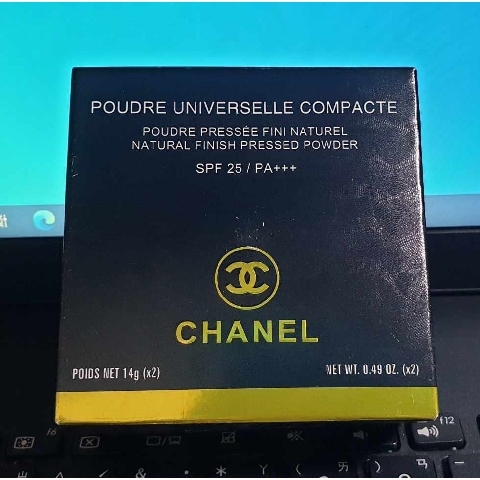 POUDRE UNIVERSELLE COMPACTE
POUDRE PRESSÉE FINI NATUREL
NATURAL FINISH PRESSED POWDER
SPF 25 / PA+++
CHANEL
POIDS NET 14g (x2)
NET WT. 0.49 OZ. (x2)
f12
&
*